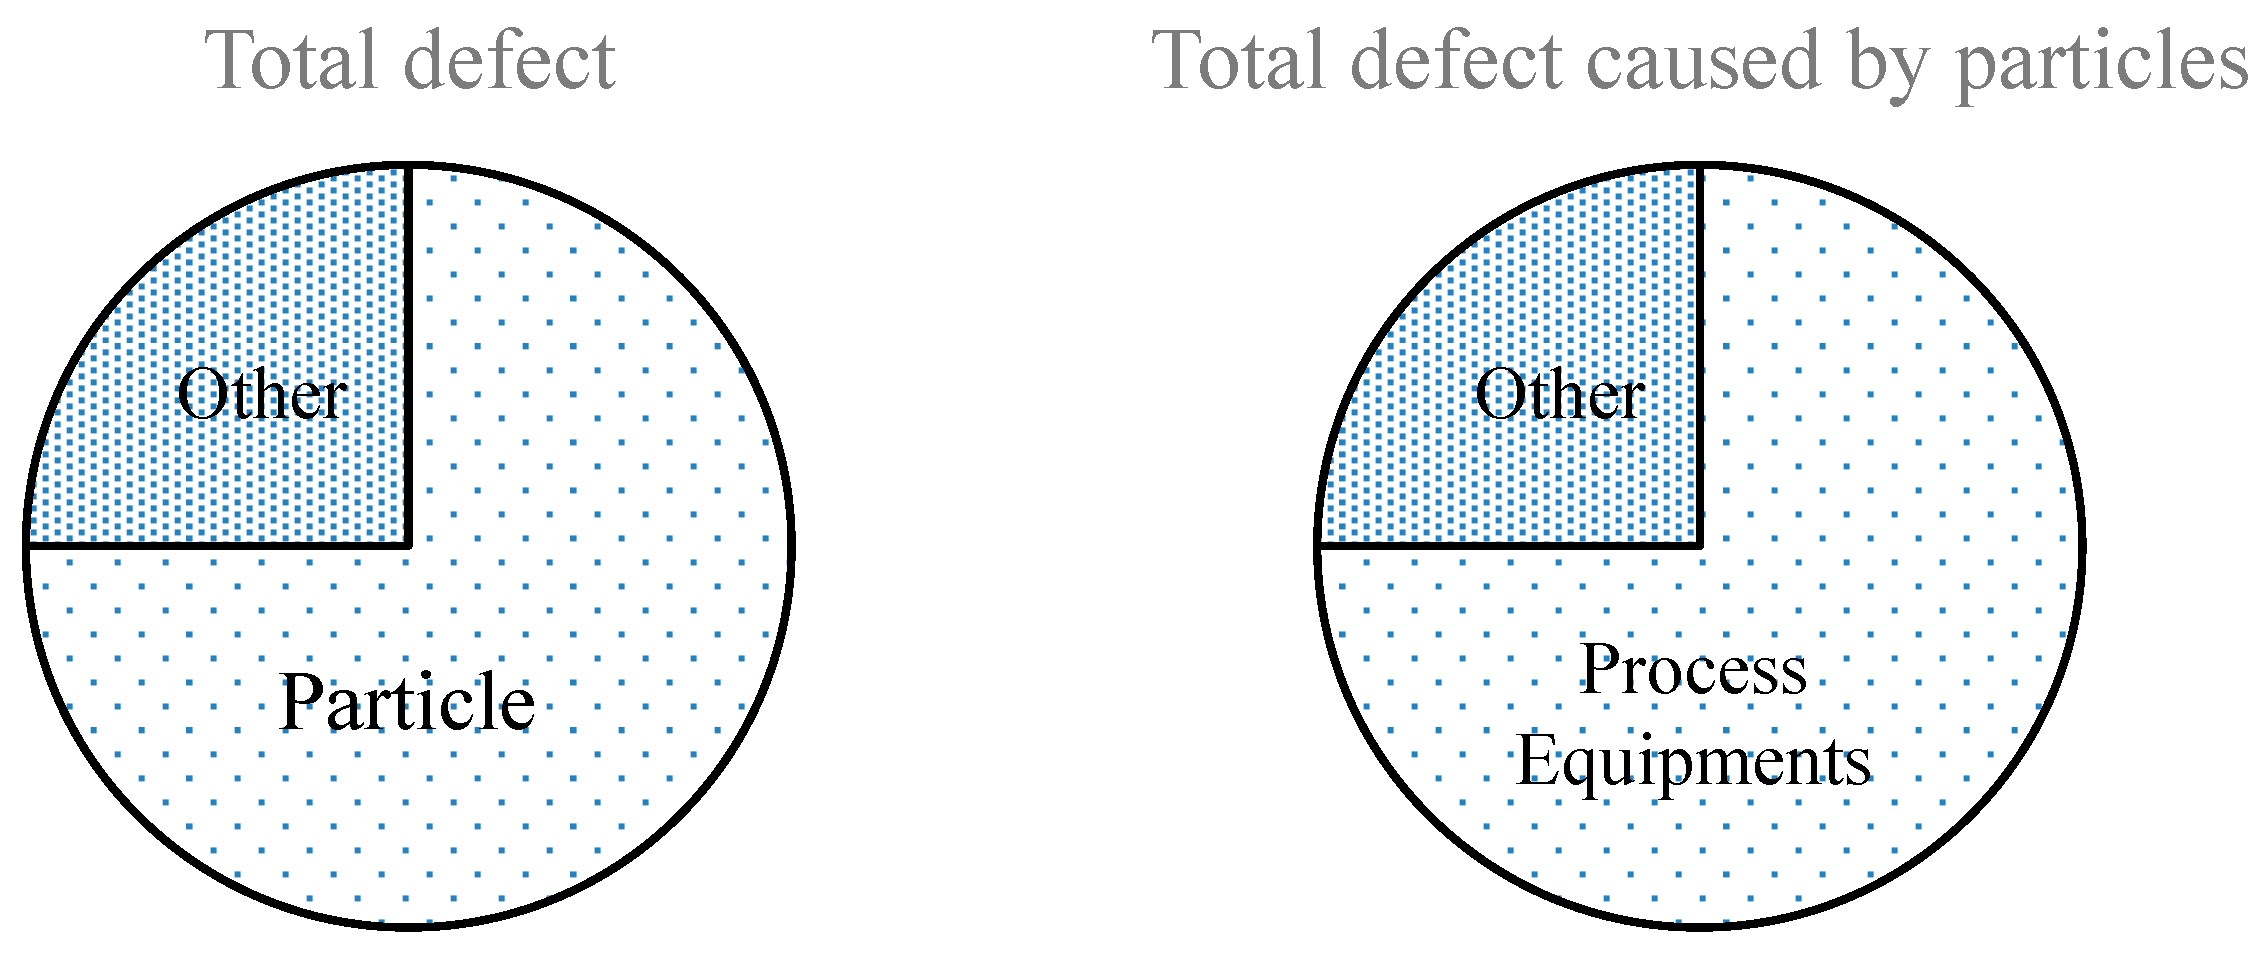 Total defect
Other
Particle
Total defect caused by particles
Other
Process
Equipments